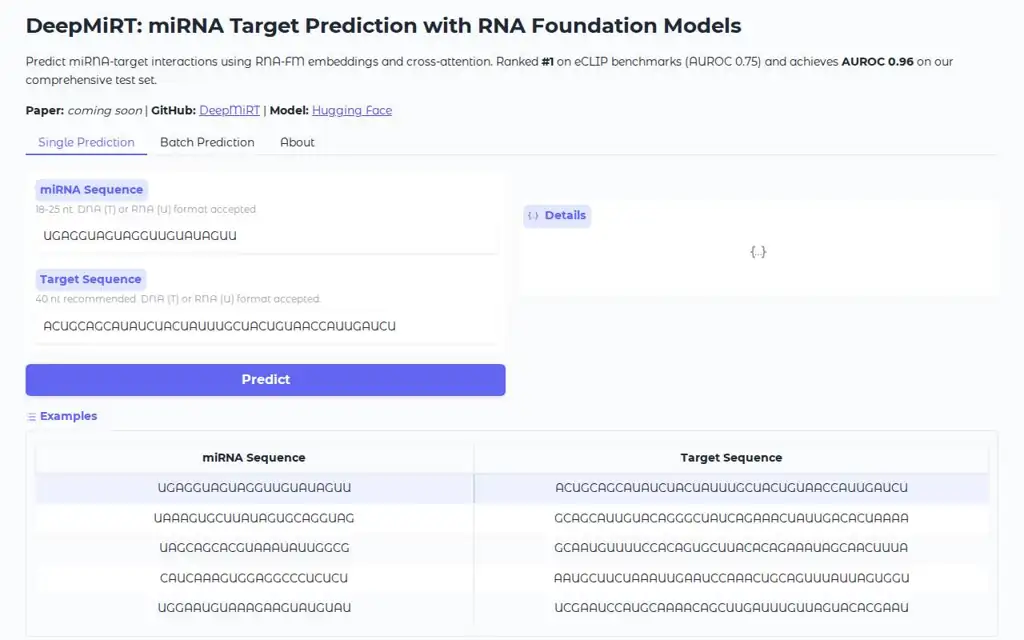 DeepMiRT: miRNA Target Prediction with RNA Foundation Models
Predict miRNA-target interactions using RNA-FM embeddings and cross-attention. Ranked #1 on eCLIP benchmarks (AUROC 0.75) and achieves AUROC 0.96 on our
comprehensive test set.
Paper: coming soon | GitHub: DeepMiRT | Model: Hugging Face
Single Prediction Batch Prediction About
miRNA Sequence
18-25 nt. DNA (T) or RNA (U) format accepted.
UGAGGUAGUAGGUUGUAUAGUU
{..} Details
{..}
Target Sequence
40 nt recommended. DNA (T) or RNA (U) format accepted.
ACUGCAGCAUAUCUACUAUUUGCUACUGUAACCAUUGAUCU
Predict
Examples
miRNA Sequence Target Sequence
UGAGGUAGUAGGUUGUAUAGUU ACUGCAGCAUAUCUACUAUUUGCUACUGUAACCAUUGAUCU
UAAAGUGCUUAUAGUGCAGGUAG GCAGCAUUGUACAGGGCUAUCAGAAACUAUUGACACUAAAA
UAGCAGCACGUAAAUAUUGGCG GCAAUGUUUUCCACAGUGCUUACACAGAAAUAGCAACUUUA
CAUCAAAGUGGAGGCCCUCUCU AAUGCUUCUAAAUUGAAUCCAAACUGCAGUUUAUUAGUGGU
UGGAAUGUAAAGAAGUAUGUAU UCGAAUCCAUGCAAAACAGCUUGAUUUGUUAGUACACGAAU